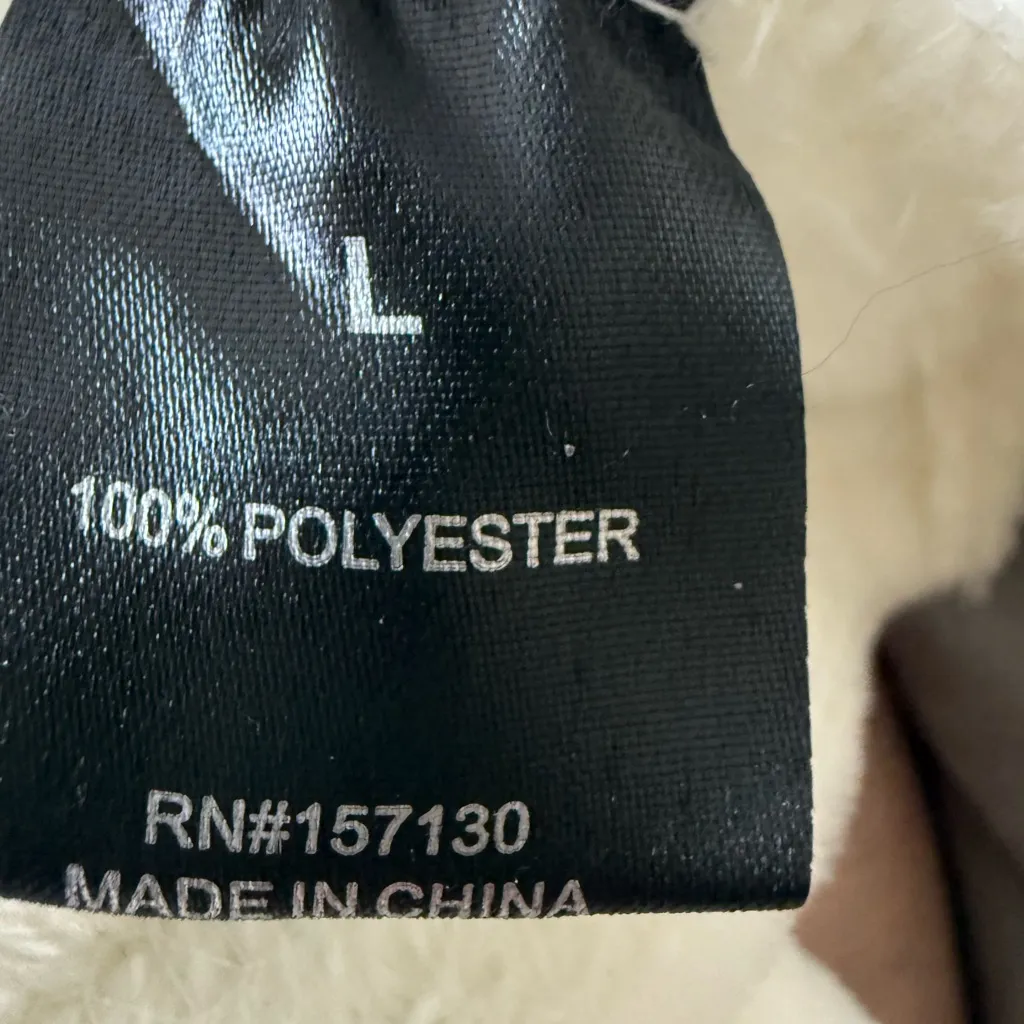 L
100% POLYESTER
RN#157130
MADE IN CHINA